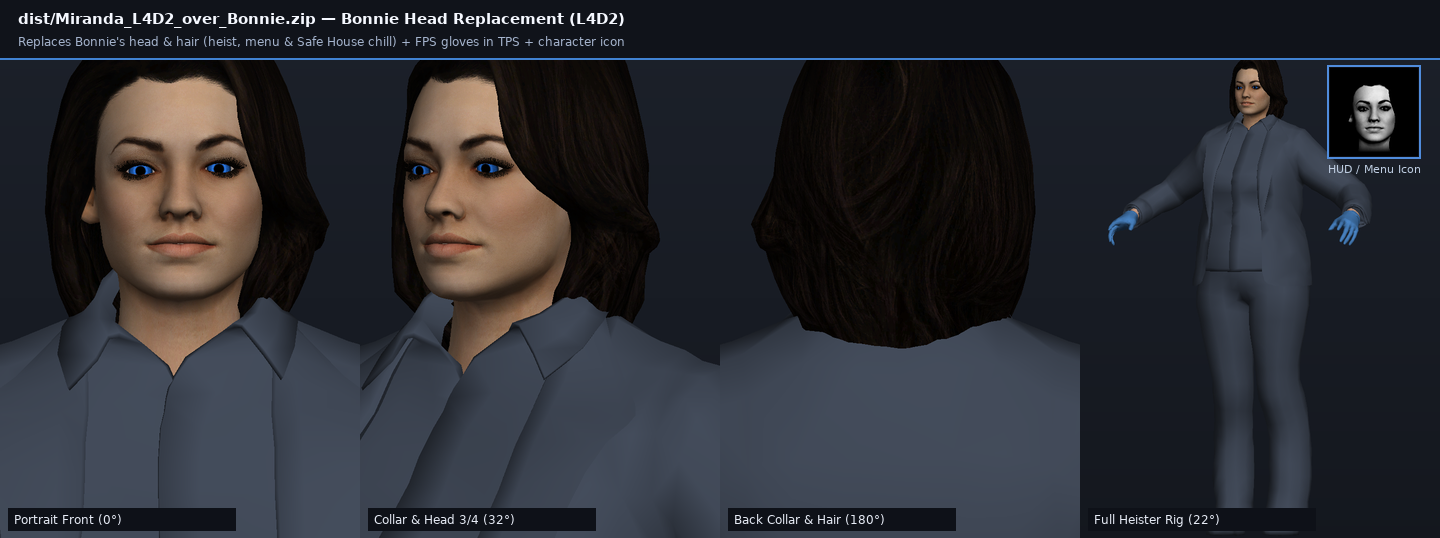 dist/Miranda_L4D2_over_Bonnie.zip — Bonnie Head Replacement (L4D2)
Replaces Bonnie's head & hair (heist, menu & Safe House chill) + FPS gloves in TPS + character icon
HUD / Menu Icon
Portrait Front (0°)
Collar & Head 3/4 (32°)
Back Collar & Hair (180°)
Full Heister Rig (22°)